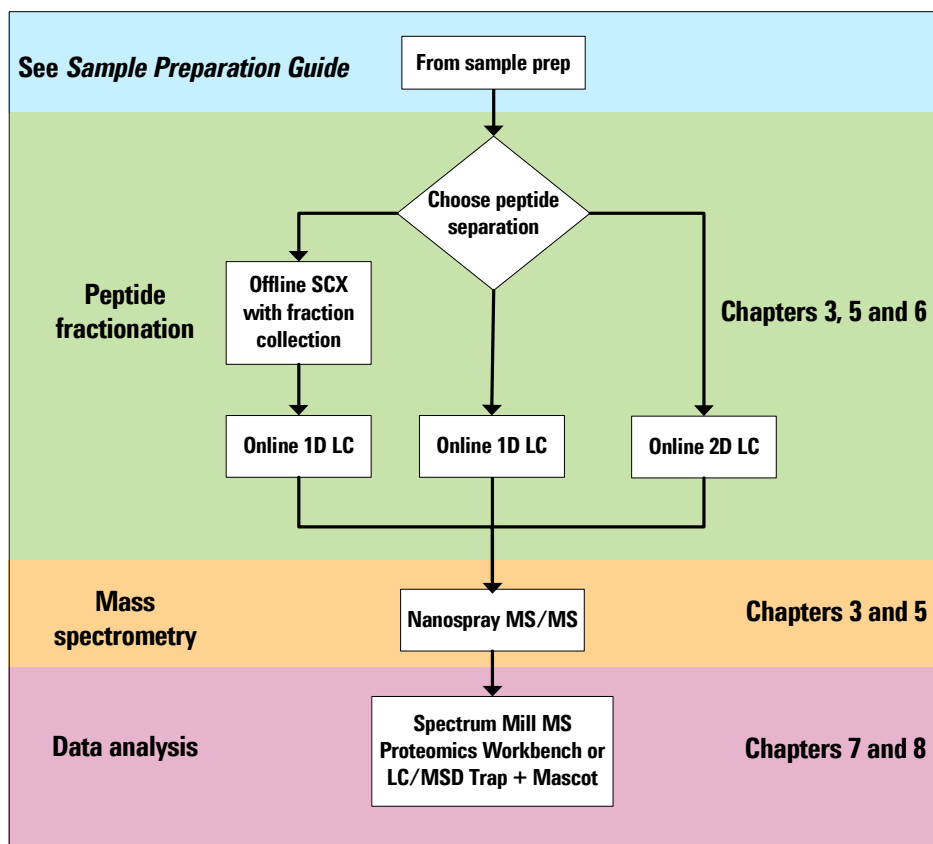 See Sample Preparation Guide
From sample prep
Choose peptide
separation
Offline SCX
with fraction
collection
Peptide
fractionation
Chapters 3, 5 and 6
Online 1D LC
Online 1D LC
Online 2D LC
Mass
spectrometry
Nanospray MS/MS
Chapters 3 and 5
Data analysis
Spectrum Mill MS
Proteomics Workbench or
LC/MSD Trap + Mascot
Chapters 7 and 8